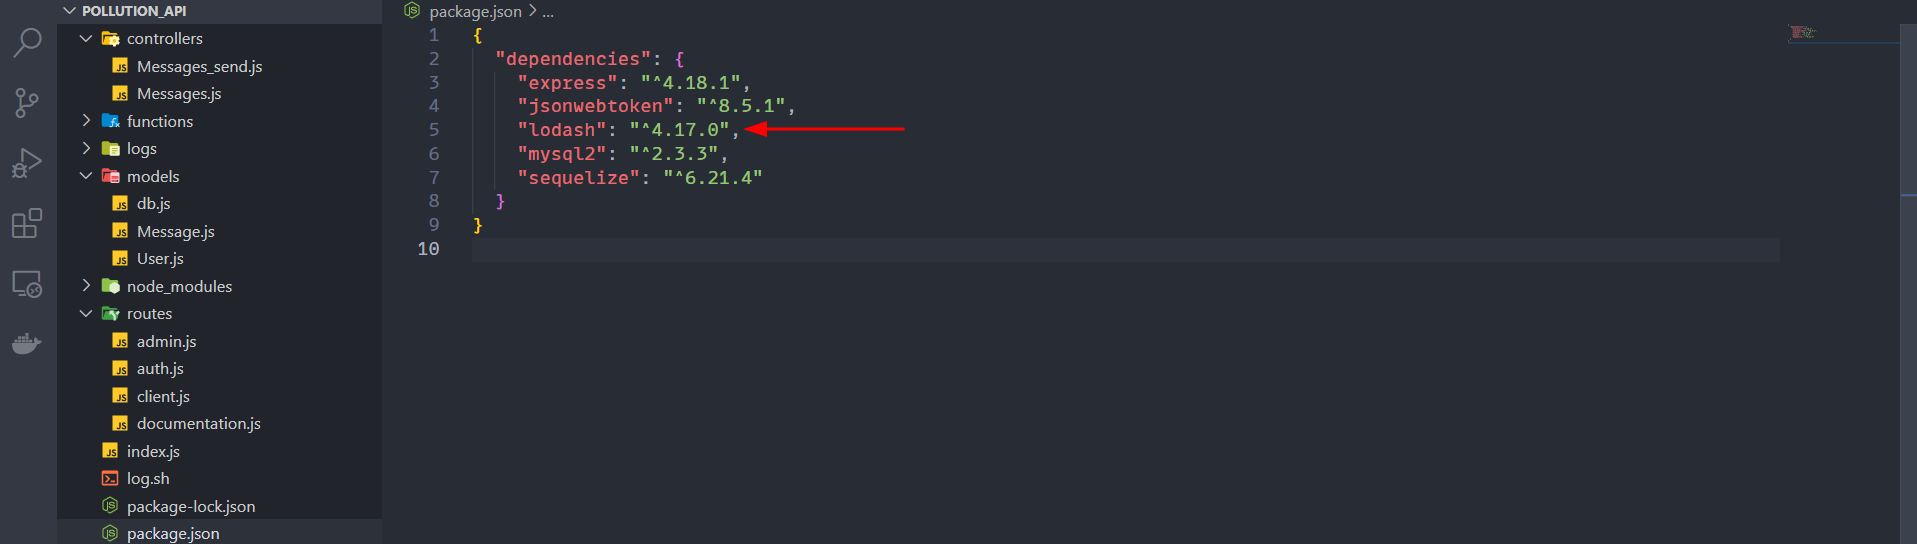 POLLUTION_API
controllers
Messages_send.js
Messages.js
functions
logs
models
db.js
Message.js
User.js
node_modules
routes
admin.js
auth.js
client.js
documentation.js
index.js
log.sh
package-lock.json
package.json
package.json > ...
1 {
2 "dependencies": {
3 "express": "^4.18.1",
4 "jsonwebtoken": "^8.5.1",
5 "lodash": "^4.17.0",
6 "mysql2": "^2.3.3",
7 "sequelize": "^6.21.4"
8 }
9 }
10